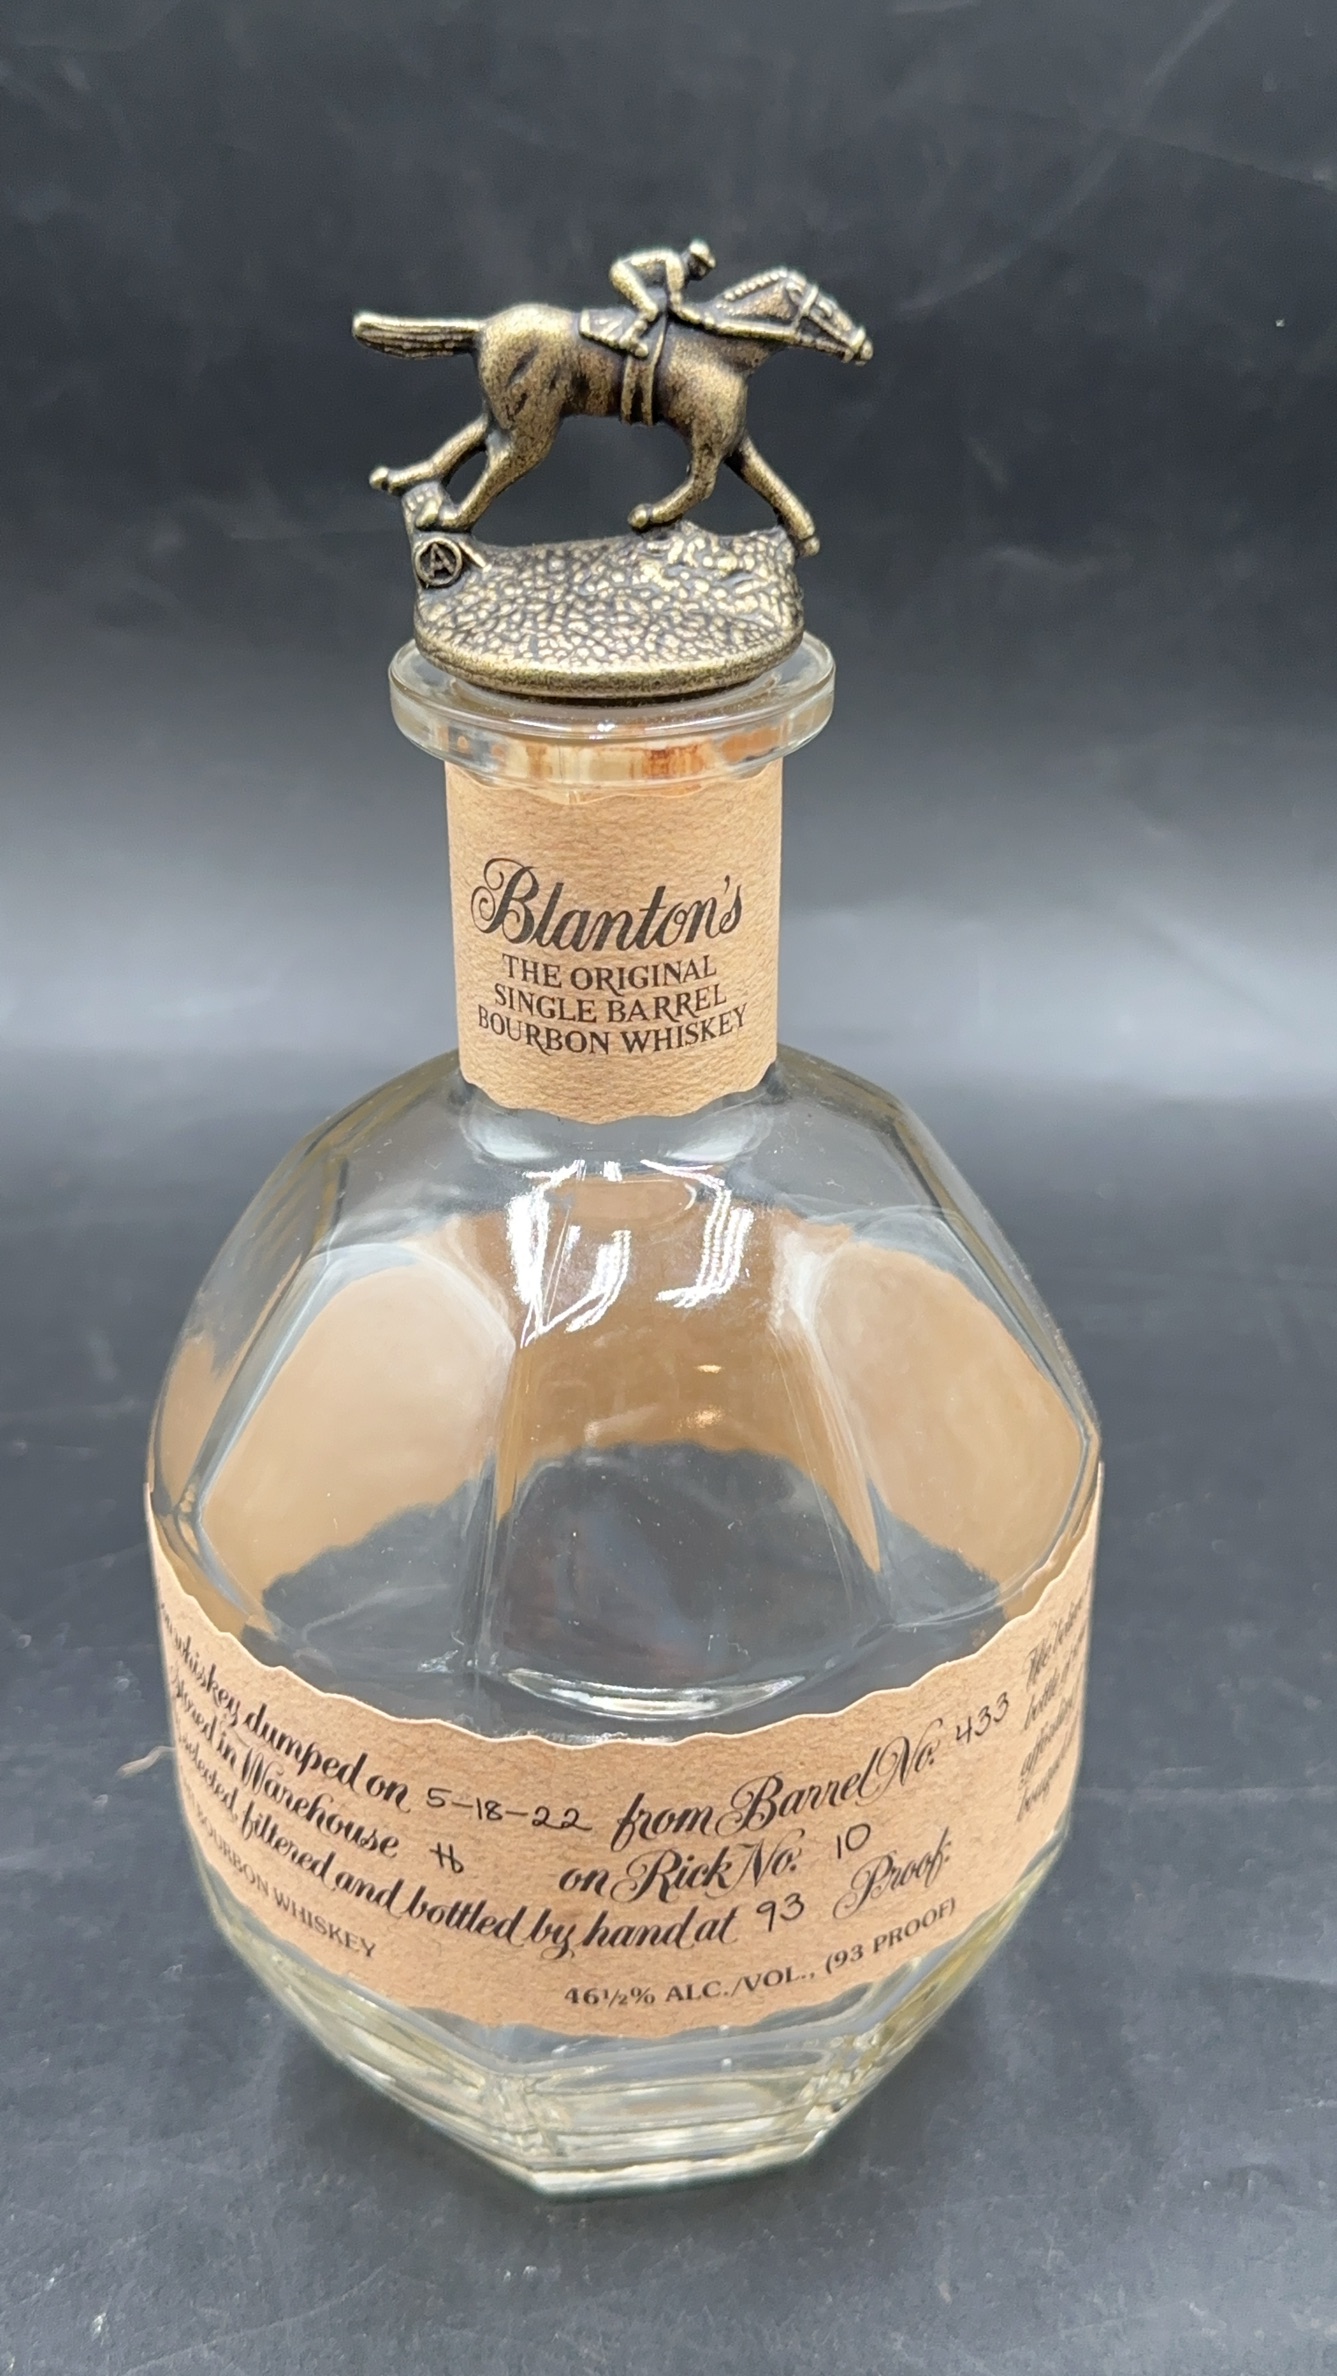 A
Blanton's
THE ORIGINAL
SINGLE BARREL
BOURBON WHISKEY
whiskey dumped on 5-18-22 from Barrel No. 433
stored in Warehouse H on Rick No. 10
selected, filtered and bottled by hand at 93 Proof.
BOURBON WHISKEY 46½% ALC./VOL., (93 PROOF)